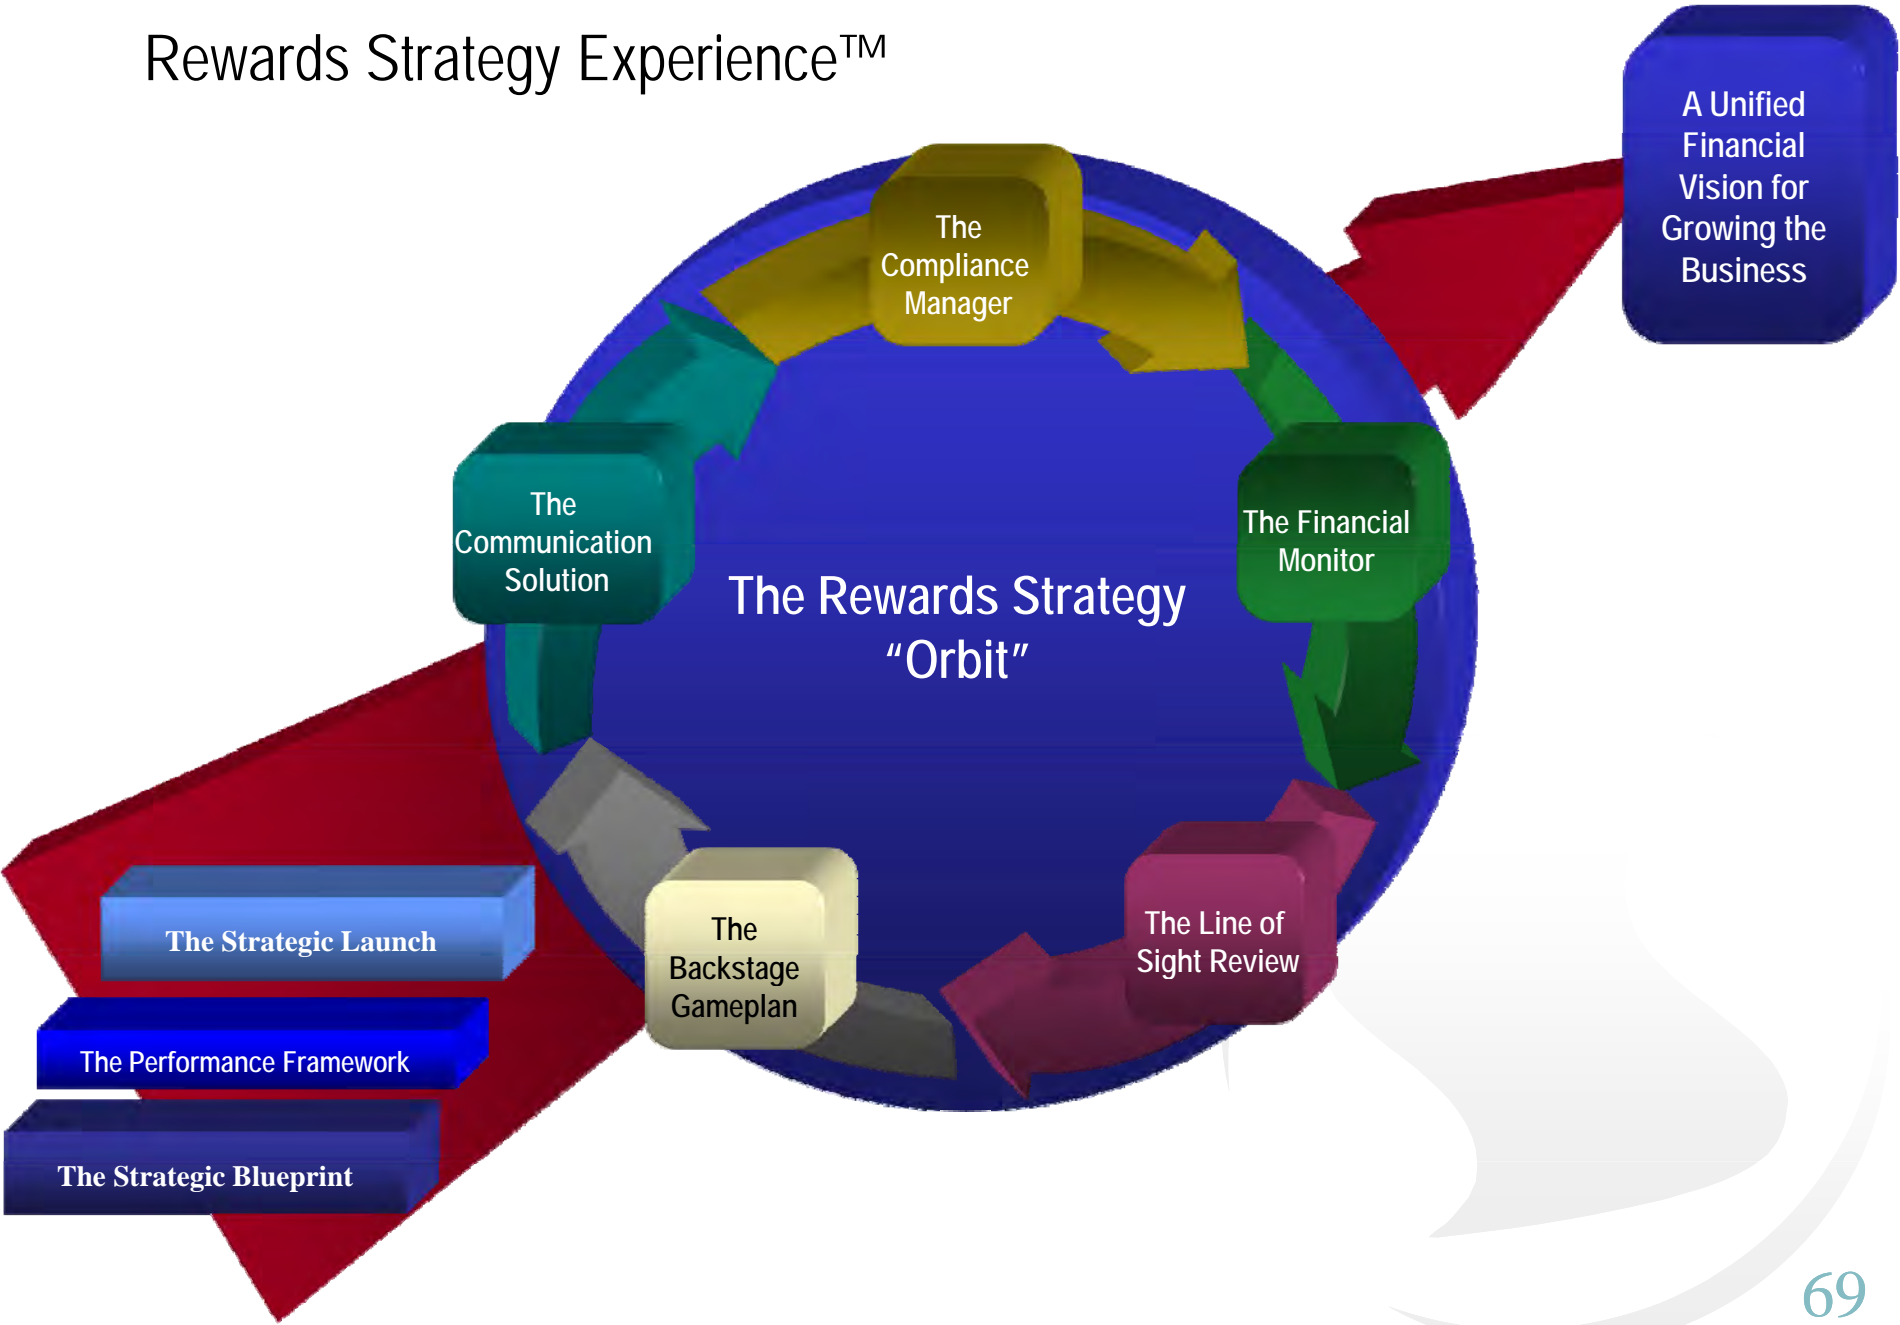 Rewards Strategy Experience™
A Unified
Financial
Vision for
Growing the
Business
The
Compliance
Manager
The
Communication
Solution
The Financial
Monitor
The Rewards Strategy
“Orbit”
The Line of
Sight Review
The
Backstage
Gameplan
The Strategic Launch
The Performance Framework
The Strategic Blueprint
69